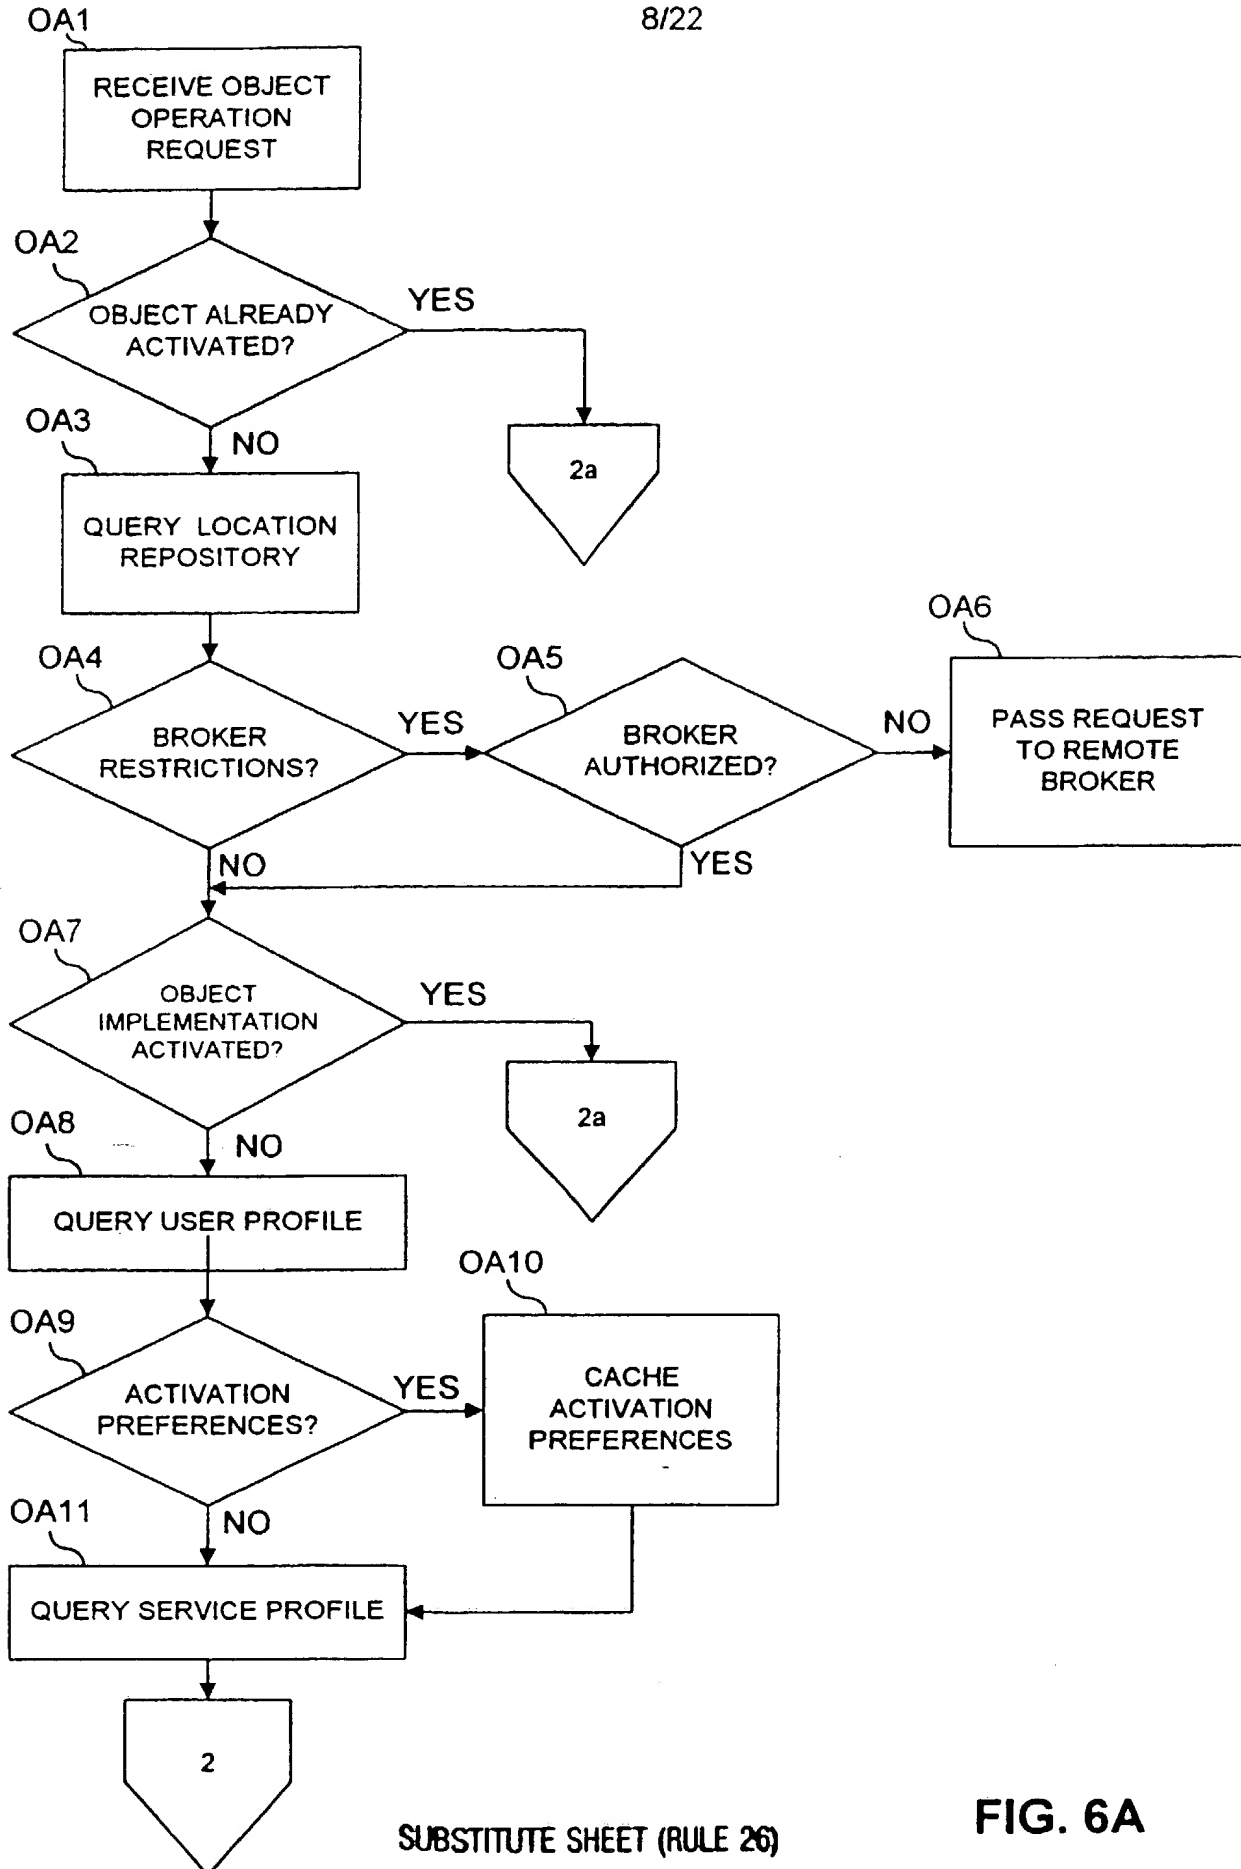 8/22
OA1
RECEIVE OBJECT
OPERATION
REQUEST
OA2
OBJECT ALREADY
ACTIVATED?
YES
2a
NO
OA3
QUERY LOCATION
REPOSITORY
OA4
BROKER
RESTRICTIONS?
YES
OA5
BROKER
AUTHORIZED?
NO
OA6
PASS REQUEST
TO REMOTE
BROKER
NO
YES
OA7
OBJECT
IMPLEMENTATION
ACTIVATED?
YES
2a
NO
OA8
QUERY USER PROFILE
OA9
ACTIVATION
PREFERENCES?
YES
OA10
CACHE
ACTIVATION
PREFERENCES
NO
OA11
QUERY SERVICE PROFILE
2
SUBSTITUTE SHEET (RULE 26)
FIG. 6A